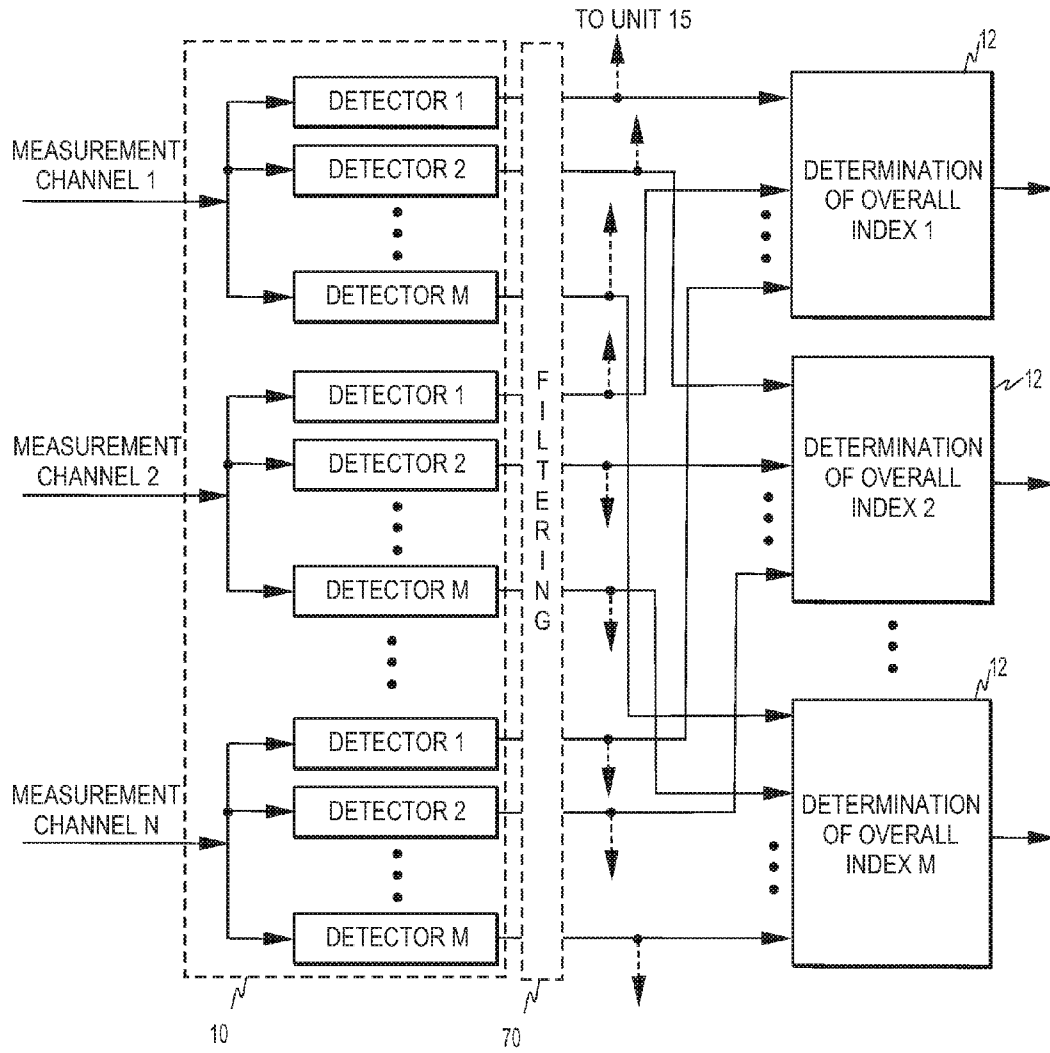 TO UNIT 15
12
DETECTOR 1
MEASUREMENT
CHANNEL 1
DETECTOR 2
DETERMINATION
OF OVERALL
INDEX 1
DETECTOR M
DETECTOR 1
12
MEASUREMENT
CHANNEL 2
DETECTOR 2
DETERMINATION
OF OVERALL
INDEX 2
DETECTOR M
FILTERING
12
DETECTOR 1
MEASUREMENT
CHANNEL N
DETECTOR 2
DETERMINATION
OF OVERALL
INDEX M
DETECTOR M
10
70